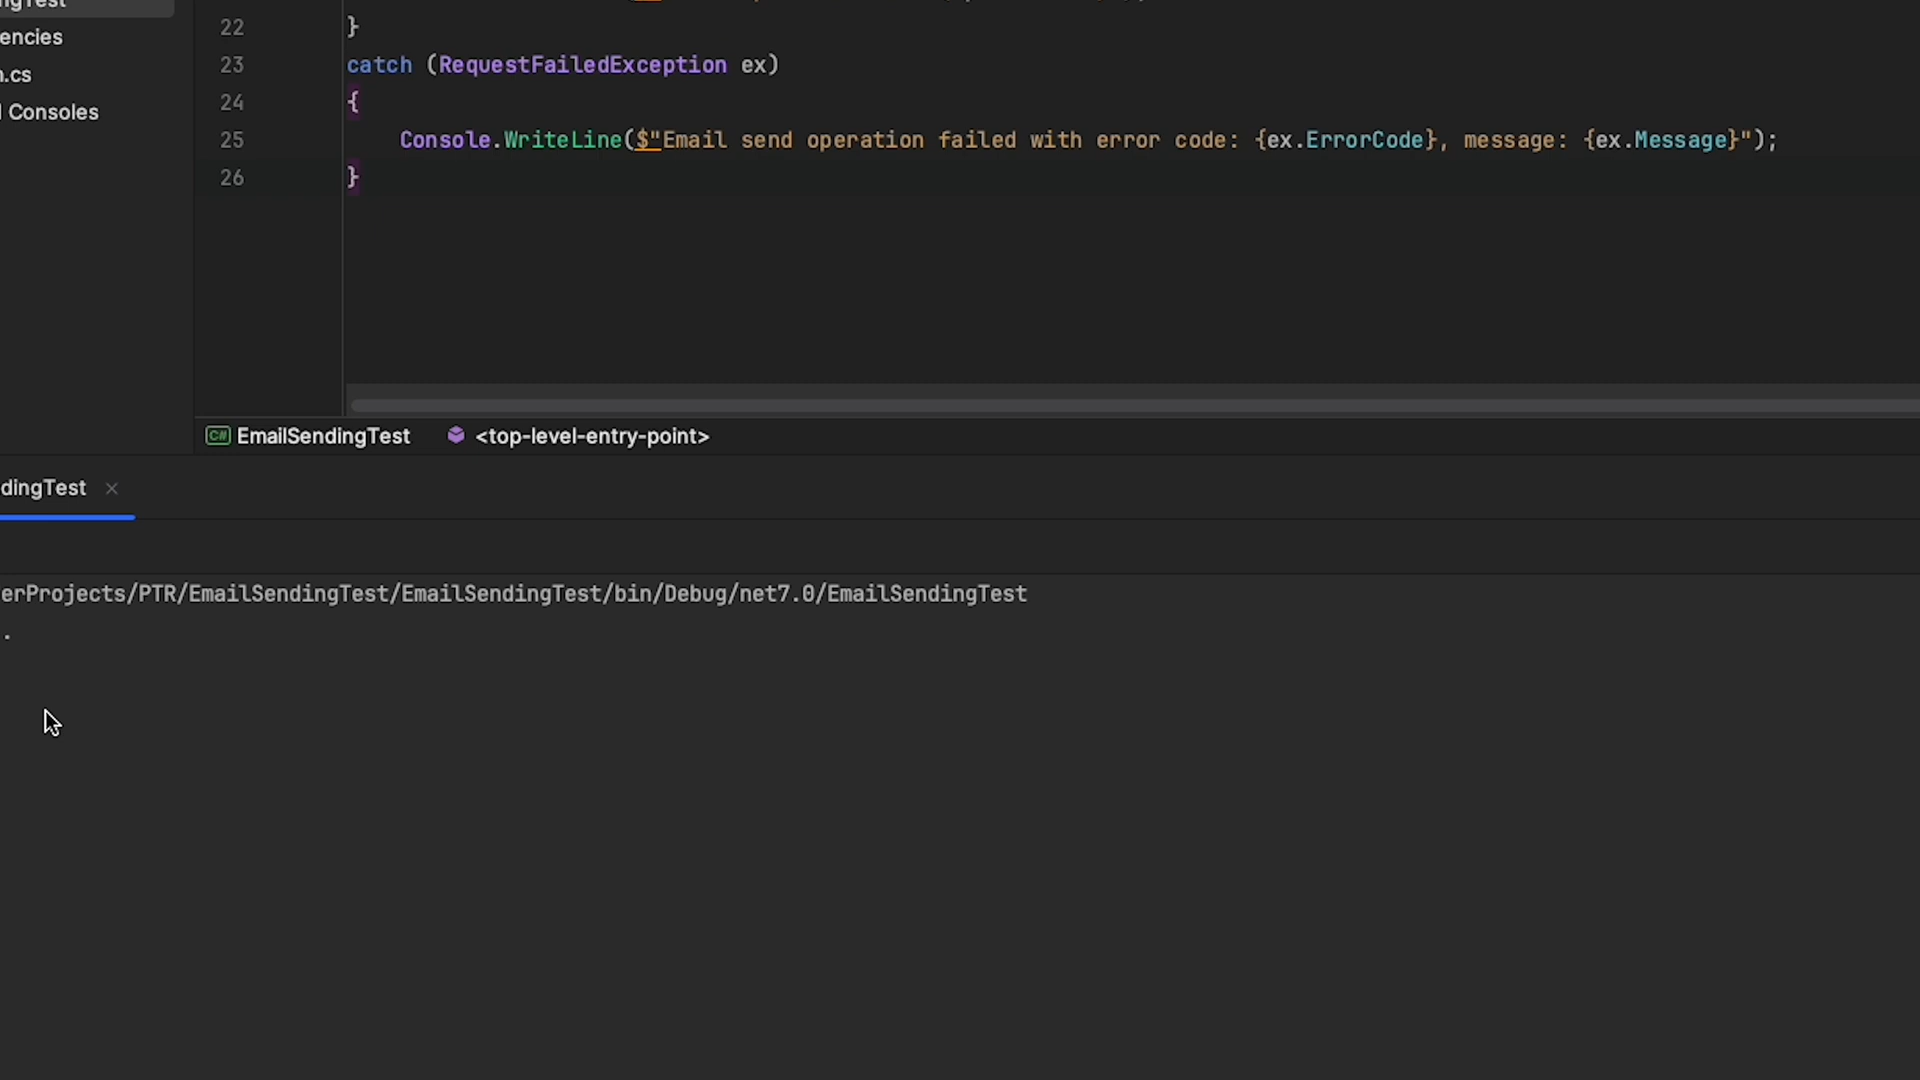 encies
.cs
Consoles
22 }
23 catch (RequestFailedException ex)
24 {
25 Console.WriteLine($"Email send operation failed with error code: {ex.ErrorCode}, message: {ex.Message}");
26 }
C# EmailSendingTest <top-level-entry-point>
dingTest
erProjects/PTR/EmailSendingTest/EmailSendingTest/bin/Debug/net7.0/EmailSendingTest
.